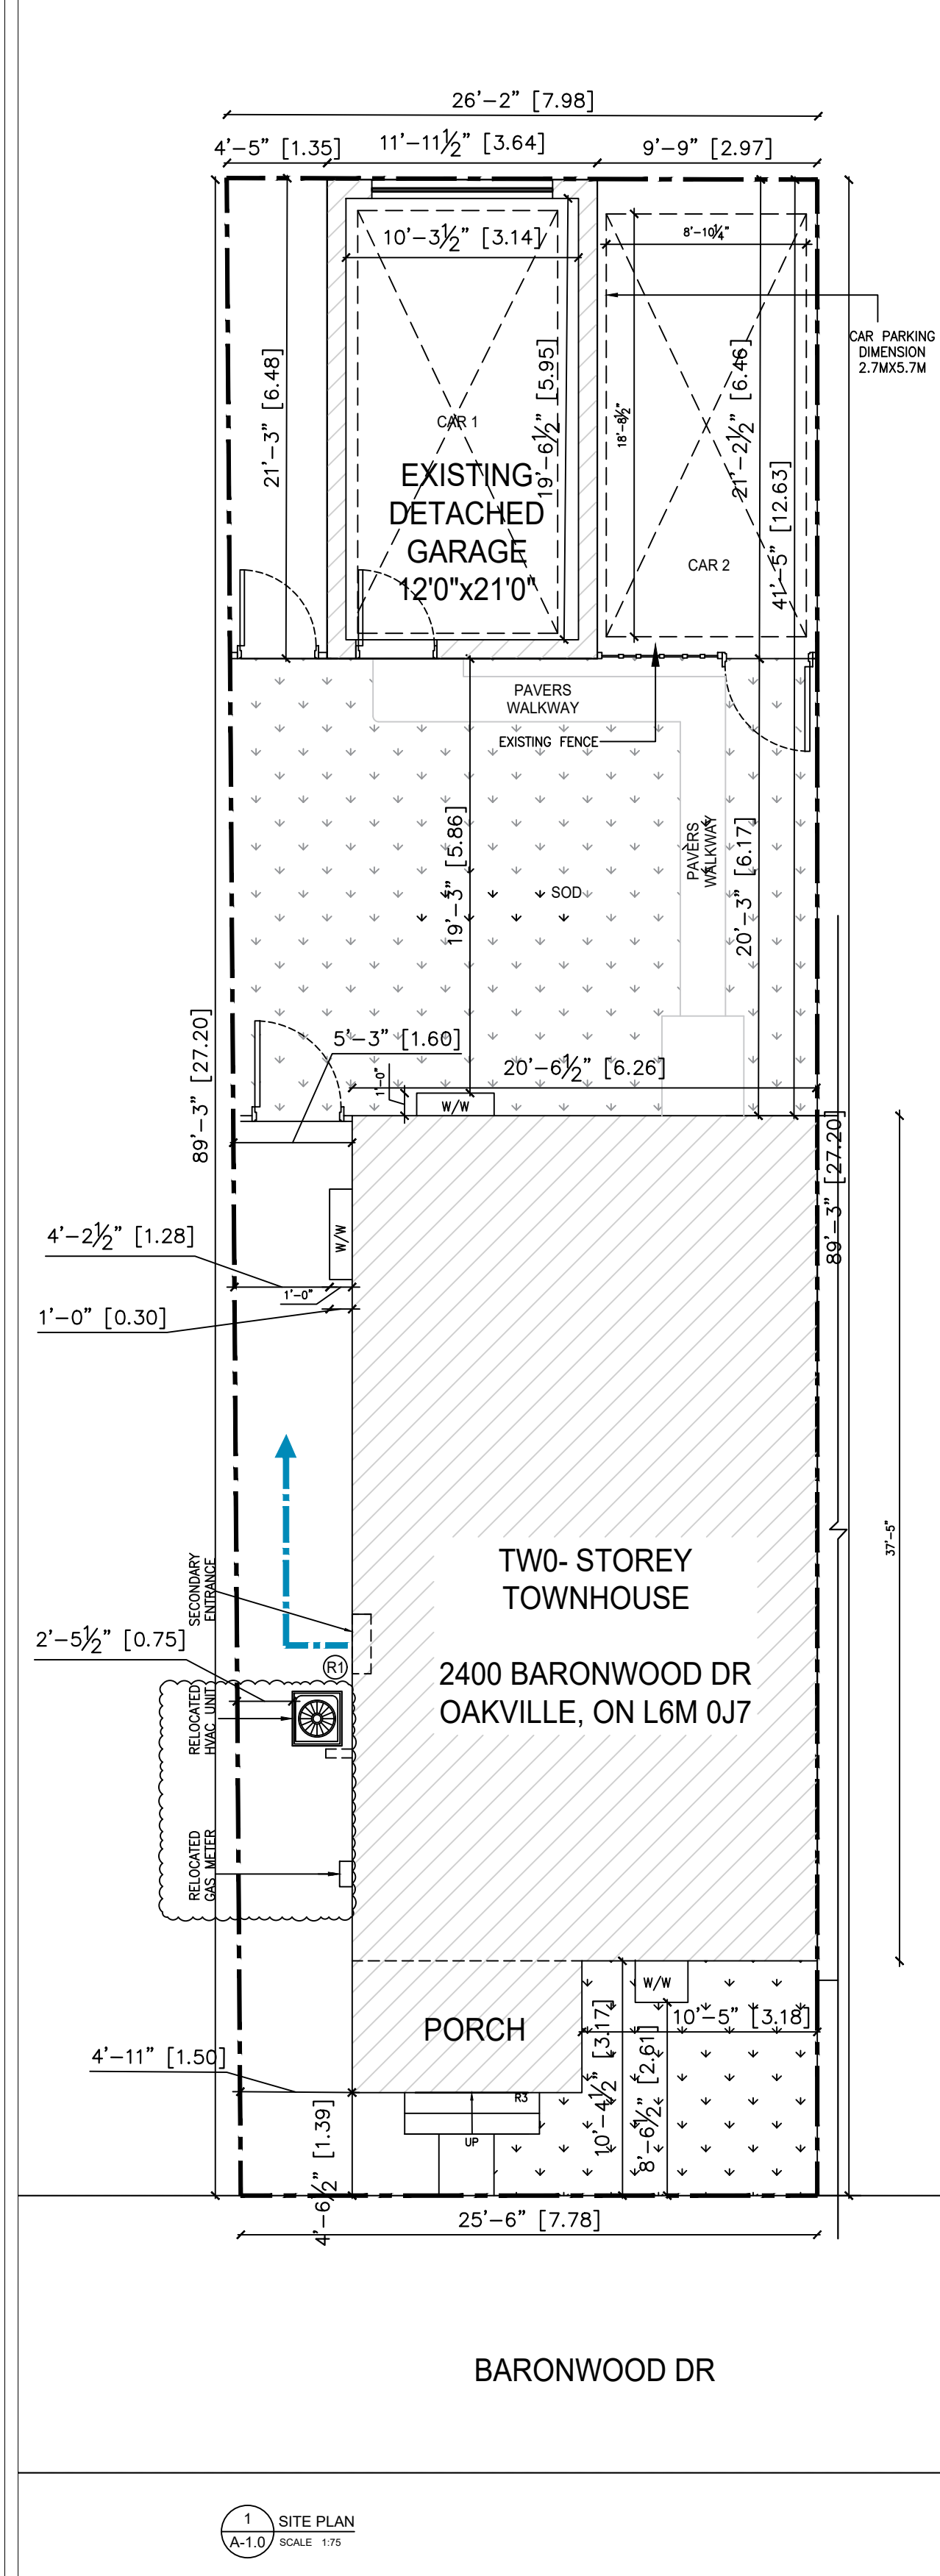 26'-2" [7.98]
4'-5" [1.35]
11'-11½" [3.64]
9'-9" [2.97]
10'-3½" [3.14]
8'-10¼"
CAR PARKING
DIMENSION
2.7MX5.7M
21'-3" [6.48]
19'-6½" [5.95]
18'-8½"
21'-2½" [6.46]
41'-5" [12.63]
CAR 1
EXISTING
DETACHED
GARAGE
12'0"x21'0"
CAR 2
PAVERS
WALKWAY
EXISTING FENCE
PAVERS
WALKWAY
19'-3" [5.86]
SOD
20'-3" [6.17]
89'-3" [27.20]
5'-3" [1.60]
1'-0"
20'-6½" [6.26]
W/W
89'-3" [27.20]
W/W
4'-2½" [1.28]
1'-0"
1'-0" [0.30]
37'-5"
SECONDARY
ENTRANCE
TW0- STOREY
TOWNHOUSE
2'-5½" [0.75]
R1
2400 BARONWOOD DR
OAKVILLE, ON L6M 0J7
RELOCATED
HVAC UNIT
RELOCATED
GAS METER
W/W
PORCH
10'-5" [3.18]
4'-11" [1.50]
10'-4½" [3.17]
8'-6½" [2.61]
R3
UP
4'-6½" [1.39]
25'-6" [7.78]
BARONWOOD DR
1
SITE PLAN
A-1.0
SCALE 1:75